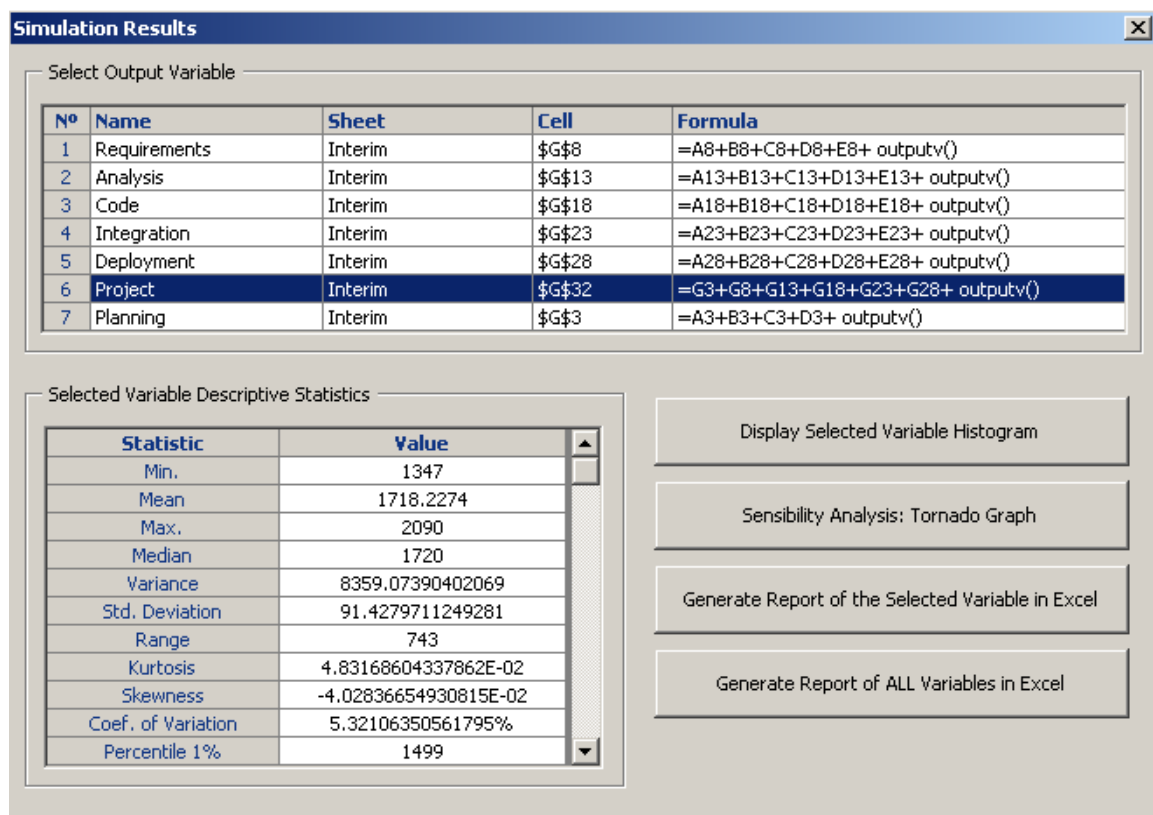 Simulation Results
Select Output Variable
Nº Name Sheet Cell Formula
1 Requirements Interim $G$8 =A8+B8+C8+D8+E8+ outputv()
2 Analysis Interim $G$13 =A13+B13+C13+D13+E13+ outputv()
3 Code Interim $G$18 =A18+B18+C18+D18+E18+ outputv()
4 Integration Interim $G$23 =A23+B23+C23+D23+E23+ outputv()
5 Deployment Interim $G$28 =A28+B28+C28+D28+E28+ outputv()
6 Project Interim $G$32 =G3+G8+G13+G18+G23+G28+ outputv()
7 Planning Interim $G$3 =A3+B3+C3+D3+ outputv()
Selected Variable Descriptive Statistics
Statistic Value
Min. 1347
Mean 1718.2274
Max. 2090
Median 1720
Variance 8359.07390402069
Std. Deviation 91.4279711249281
Range 743
Kurtosis 4.83168604337862E-02
Skewness -4.02836654930815E-02
Coef. of Variation 5.32106350561795%
Percentile 1% 1499
Display Selected Variable Histogram
Sensibility Analysis: Tornado Graph
Generate Report of the Selected Variable in Excel
Generate Report of ALL Variables in Excel